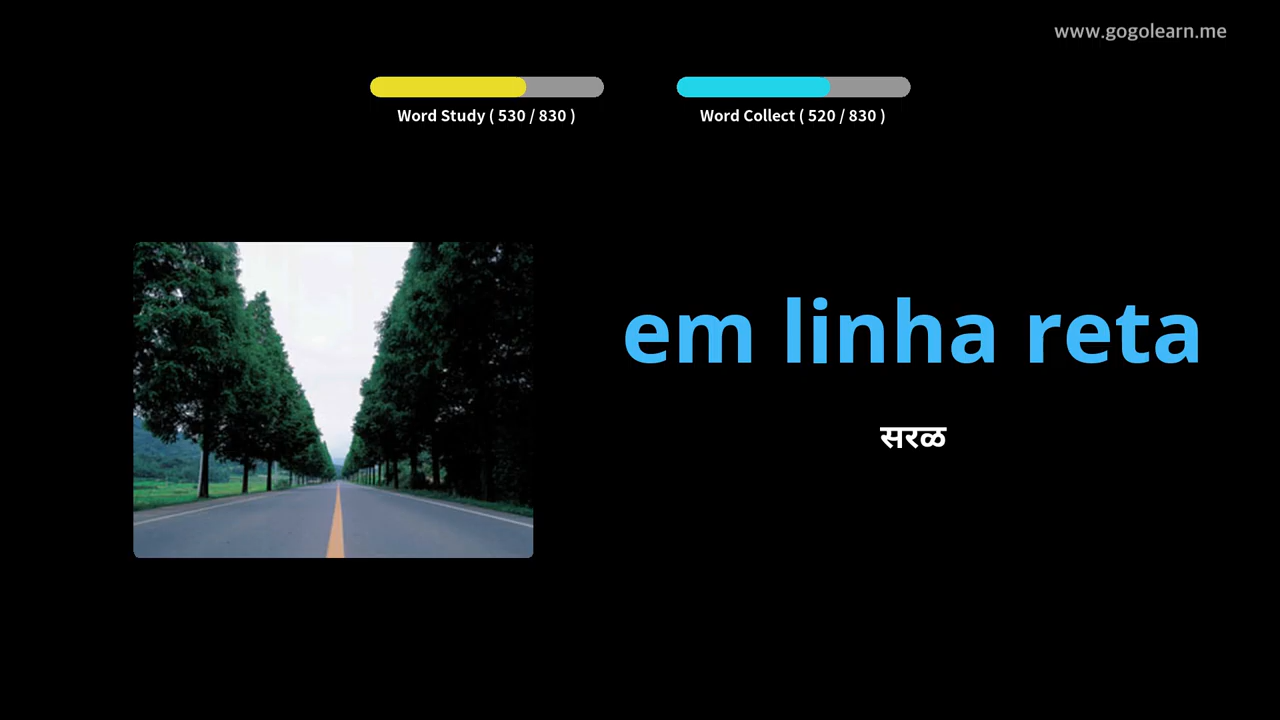 www.gogolearn.me
Word Study ( 530 / 830 )
Word Collect ( 520 / 830 )
em linha reta
सरळ